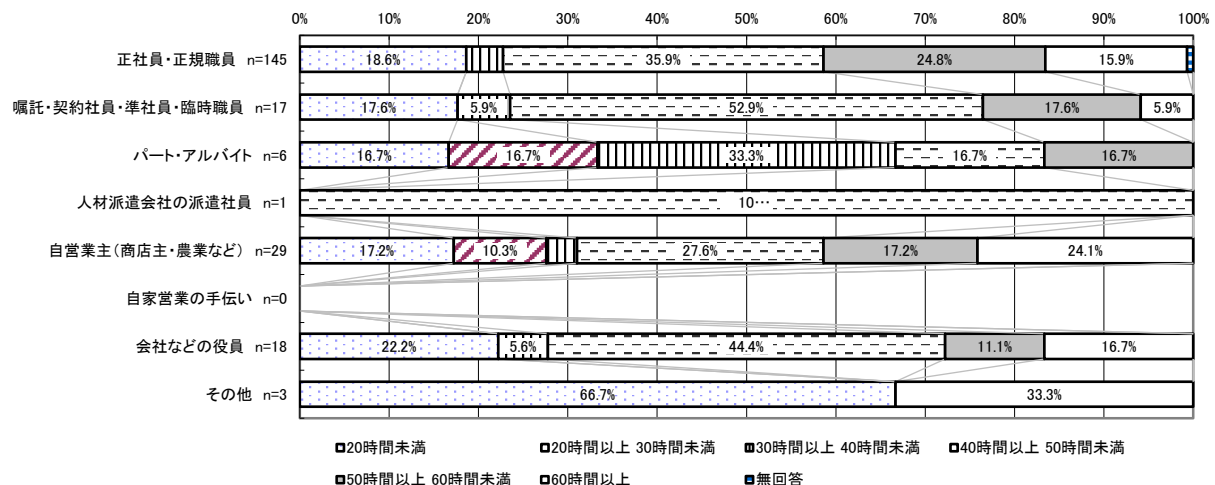 0% 10% 20% 30% 40% 50% 60% 70% 80% 90% 100%
正社員・正規職員 n=145 18.6% 35.9% 24.8% 15.9%
嘱託・契約社員・準社員・臨時職員 n=17 17.6% 5.9% 52.9% 17.6% 5.9%
パート・アルバイト n=6 16.7% 16.7% 33.3% 16.7% 16.7%
人材派遣会社の派遣社員 n=1 10…
自営業主(商店主・農業など) n=29 17.2% 10.3% 27.6% 17.2% 24.1%
自家営業の手伝い n=0
会社などの役員 n=18 22.2% 5.6% 44.4% 11.1% 16.7%
その他 n=3 66.7% 33.3%
20時間未満 20時間以上 30時間未満 30時間以上 40時間未満 40時間以上 50時間未満
50時間以上 60時間未満 60時間以上 無回答